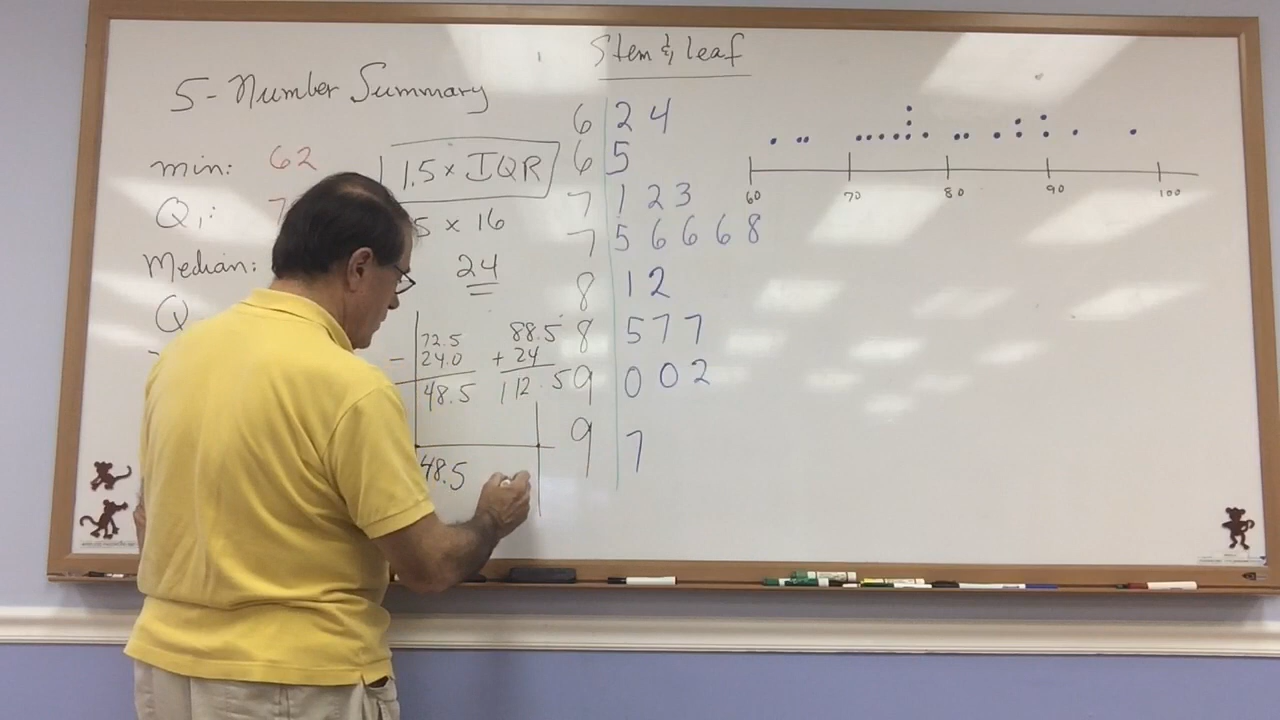 Stem & leaf
5-Number Summary
min: 62
Q1: 7
Median:
Q
1.5 × IQR
5 × 16
24
72.5
− 24.0
48.5
88.5
+ 24
112.5
48.5
6 2 4
6 5
7 1 2 3
7 5 6 6 6 8
8 1 2
8 5 7 7
9 0 0 2
9 7
60 70 80 90 100